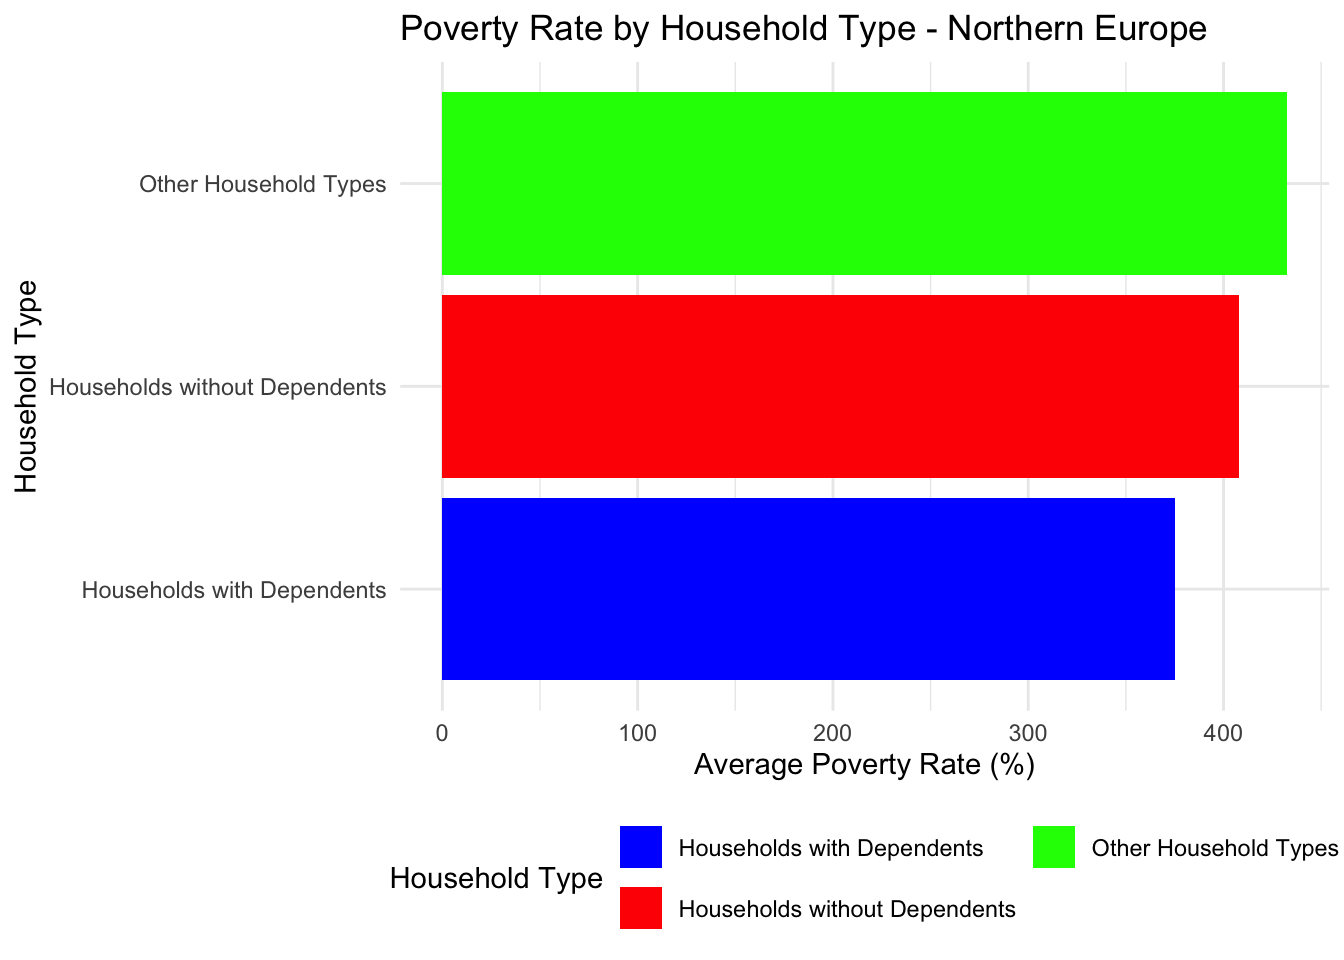 Poverty Rate by Household Type - Northern Europe
Household Type
Other Household Types
Households without Dependents
Households with Dependents
0 100 200 300 400
Average Poverty Rate (%)
Household Type
Households with Dependents
Households without Dependents
Other Household Types